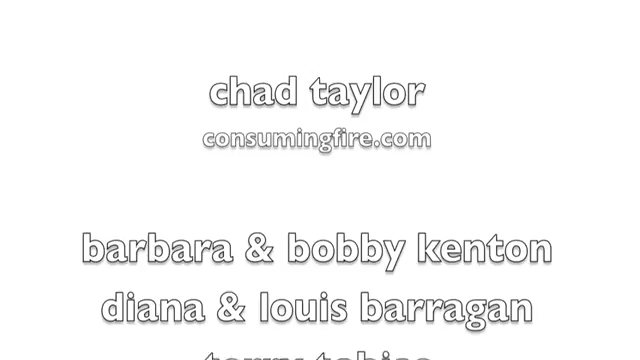 chad taylor
consumingfire.com
barbara & bobby kenton
diana & louis barragan